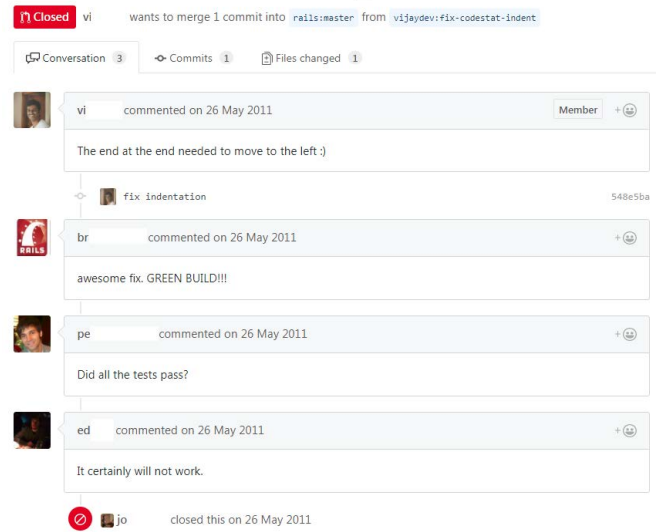 Closed vi wants to merge 1 commit into rails:master from vijaydev:fix-codestat-indent
Conversation 3 Commits 1 Files changed 1
vi commented on 26 May 2011 Member
The end at the end needed to move to the left :)
fix indentation 548e5ba
RAILS
br commented on 26 May 2011
awesome fix. GREEN BUILD!!!
pe commented on 26 May 2011
Did all the tests pass?
ed commented on 26 May 2011
It certainly will not work.
jo closed this on 26 May 2011